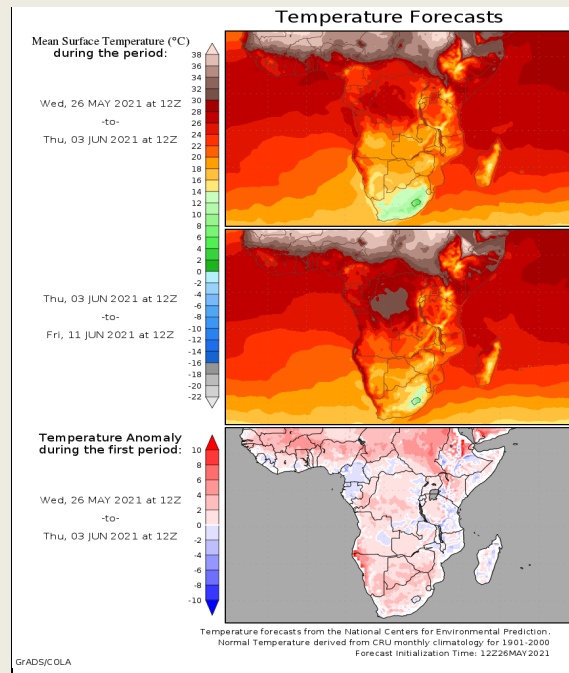 Temperature Forecasts
Mean Surface Temperature (°C)
during the period:
Wed, 26 MAY 2021 at 12Z
-to-
Thu, 03 JUN 2021 at 12Z
38
36
34
32
30
28
26
24
22
20
18
16
14
12
10
8
6
4
2
0
-2
-4
-6
-8
-10
-12
-14
-16
-18
-20
-22
Thu, 03 JUN 2021 at 12Z
-to-
Fri, 11 JUN 2021 at 12Z
Temperature Anomaly
during the first period:
Wed, 26 MAY 2021 at 12Z
-to-
Thu, 03 JUN 2021 at 12Z
10
8
6
4
2
0
-2
-4
-6
-8
-10
Temperature forecasts from the National Centers for Environmental Prediction.
Normal Temperature derived from CRU monthly climatology for 1901-2000
Forecast Initialization Time: 12Z26MAY2021
GrADS/COLA